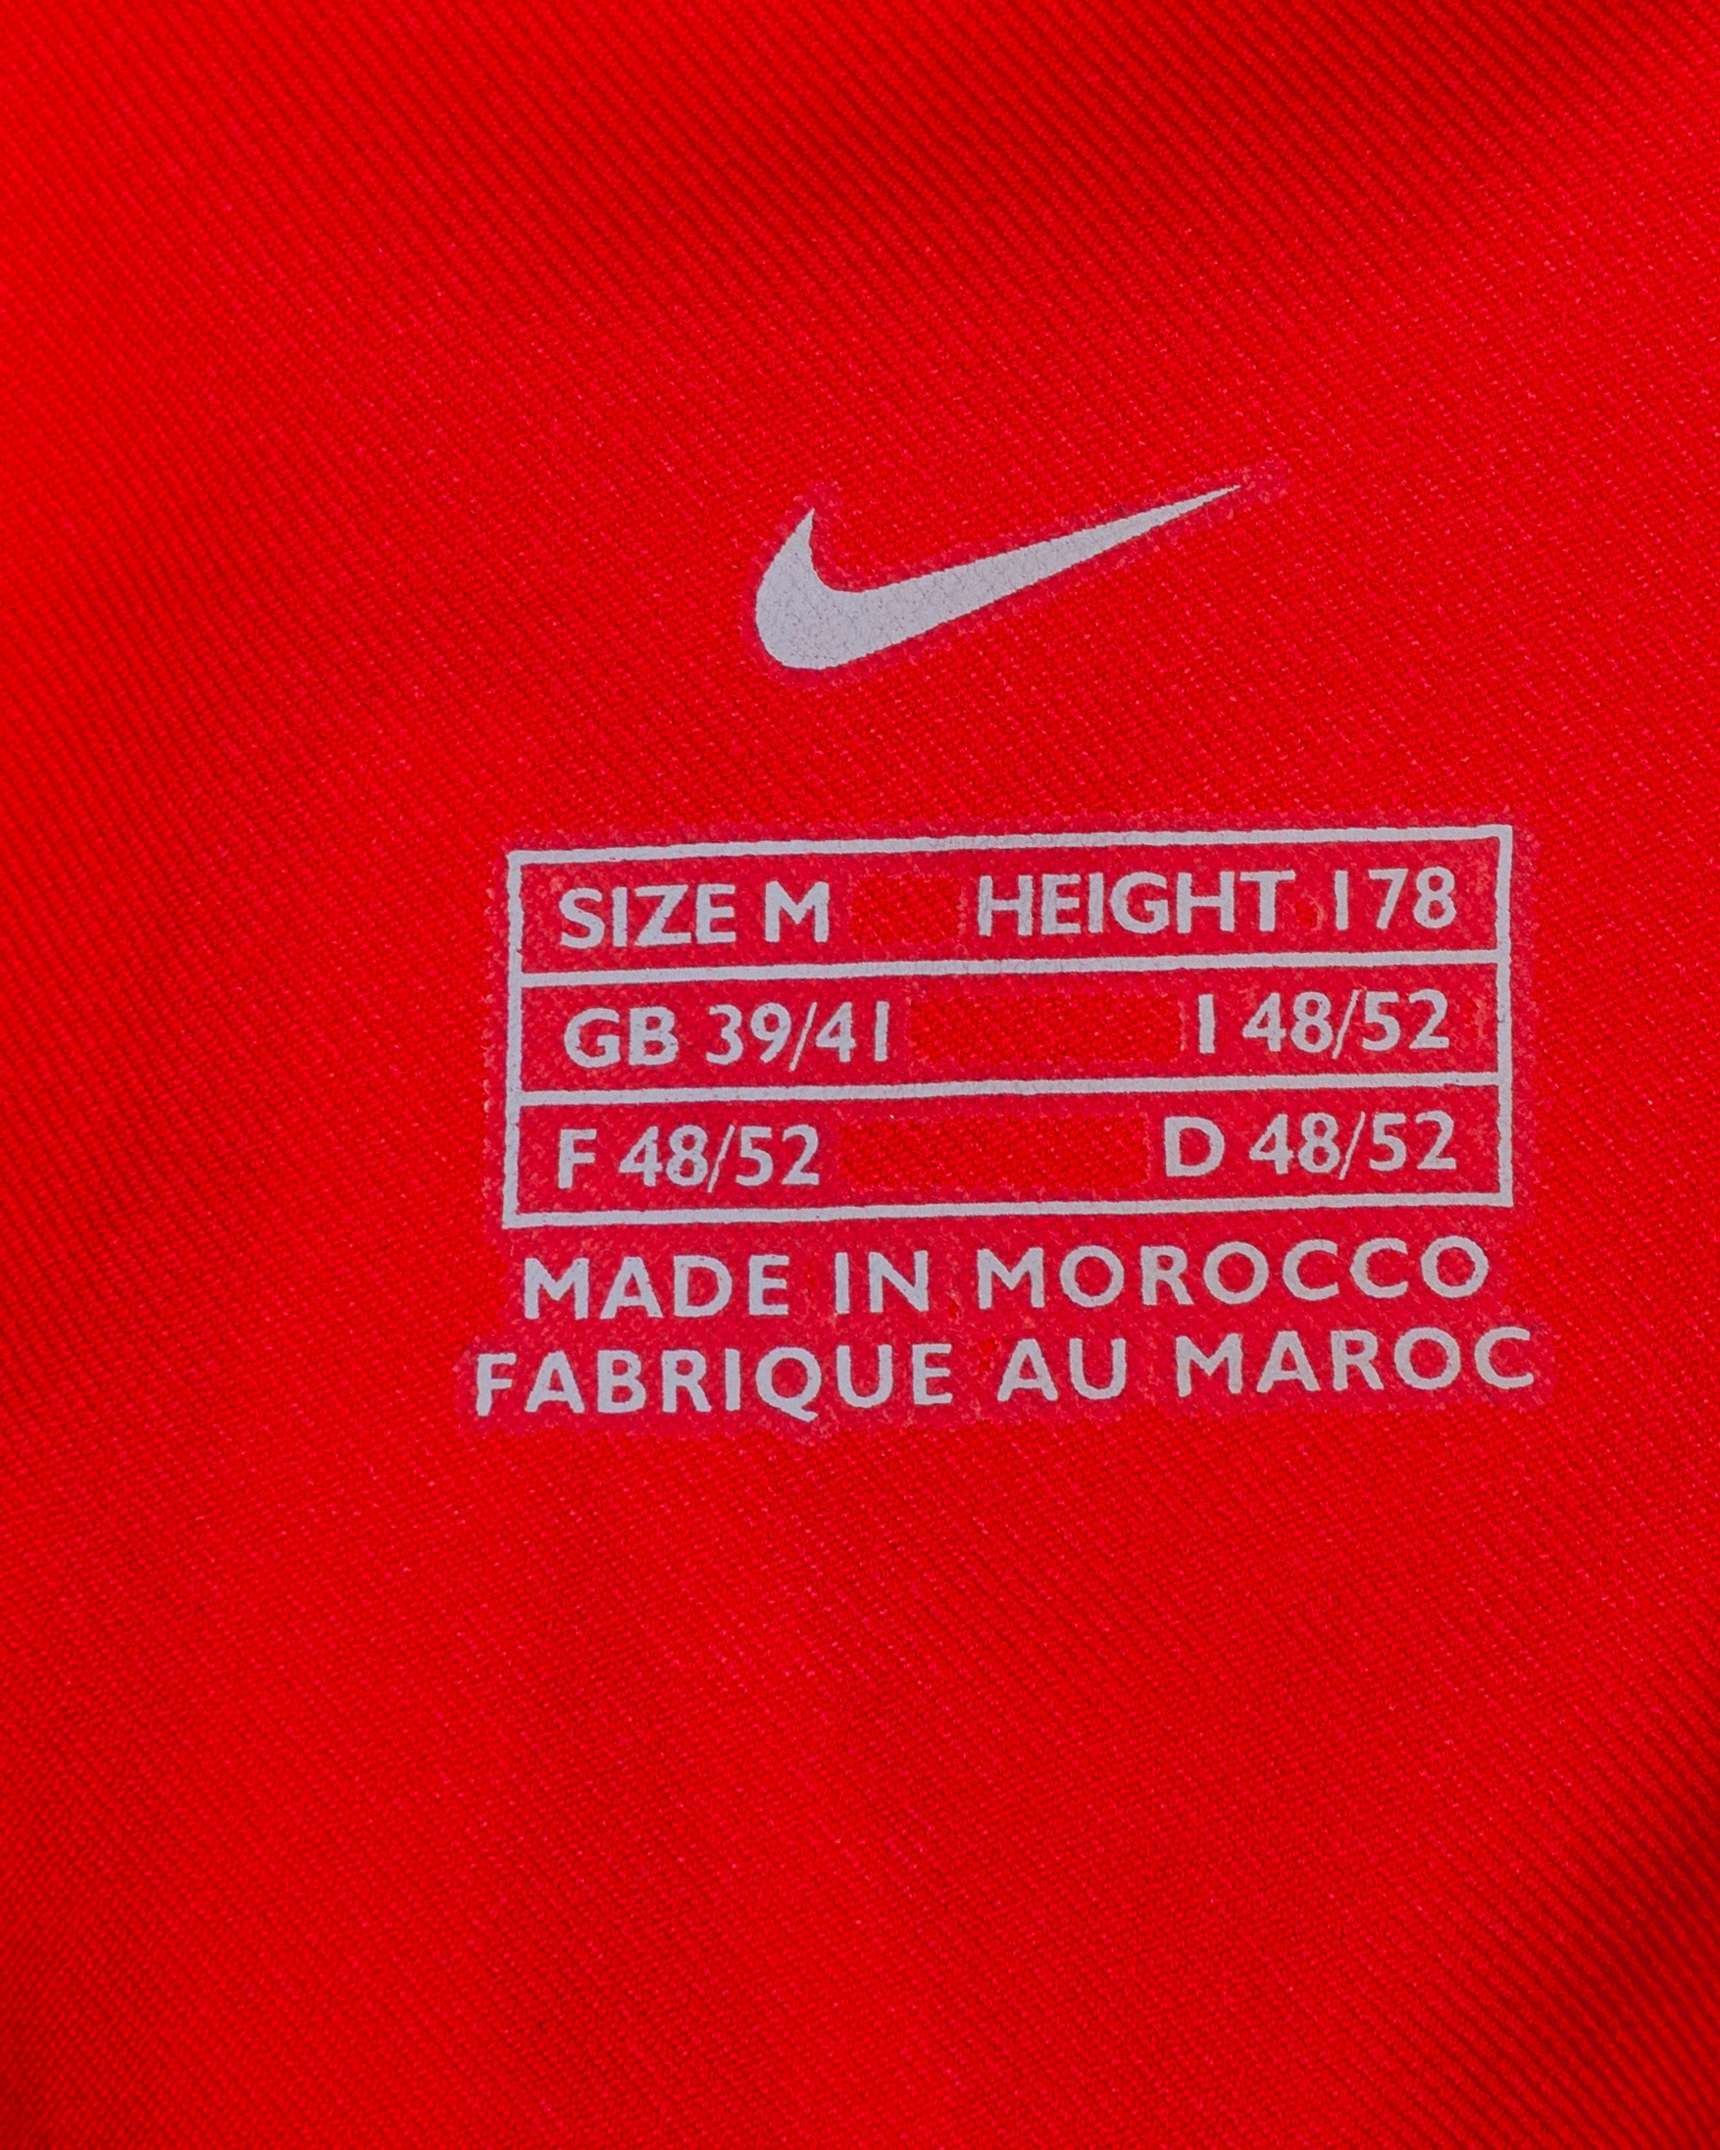 SIZE M HEIGHT 178
GB 39/41 I 48/52
F 48/52 D 48/52
MADE IN MOROCCO
FABRIQUE AU MAROC